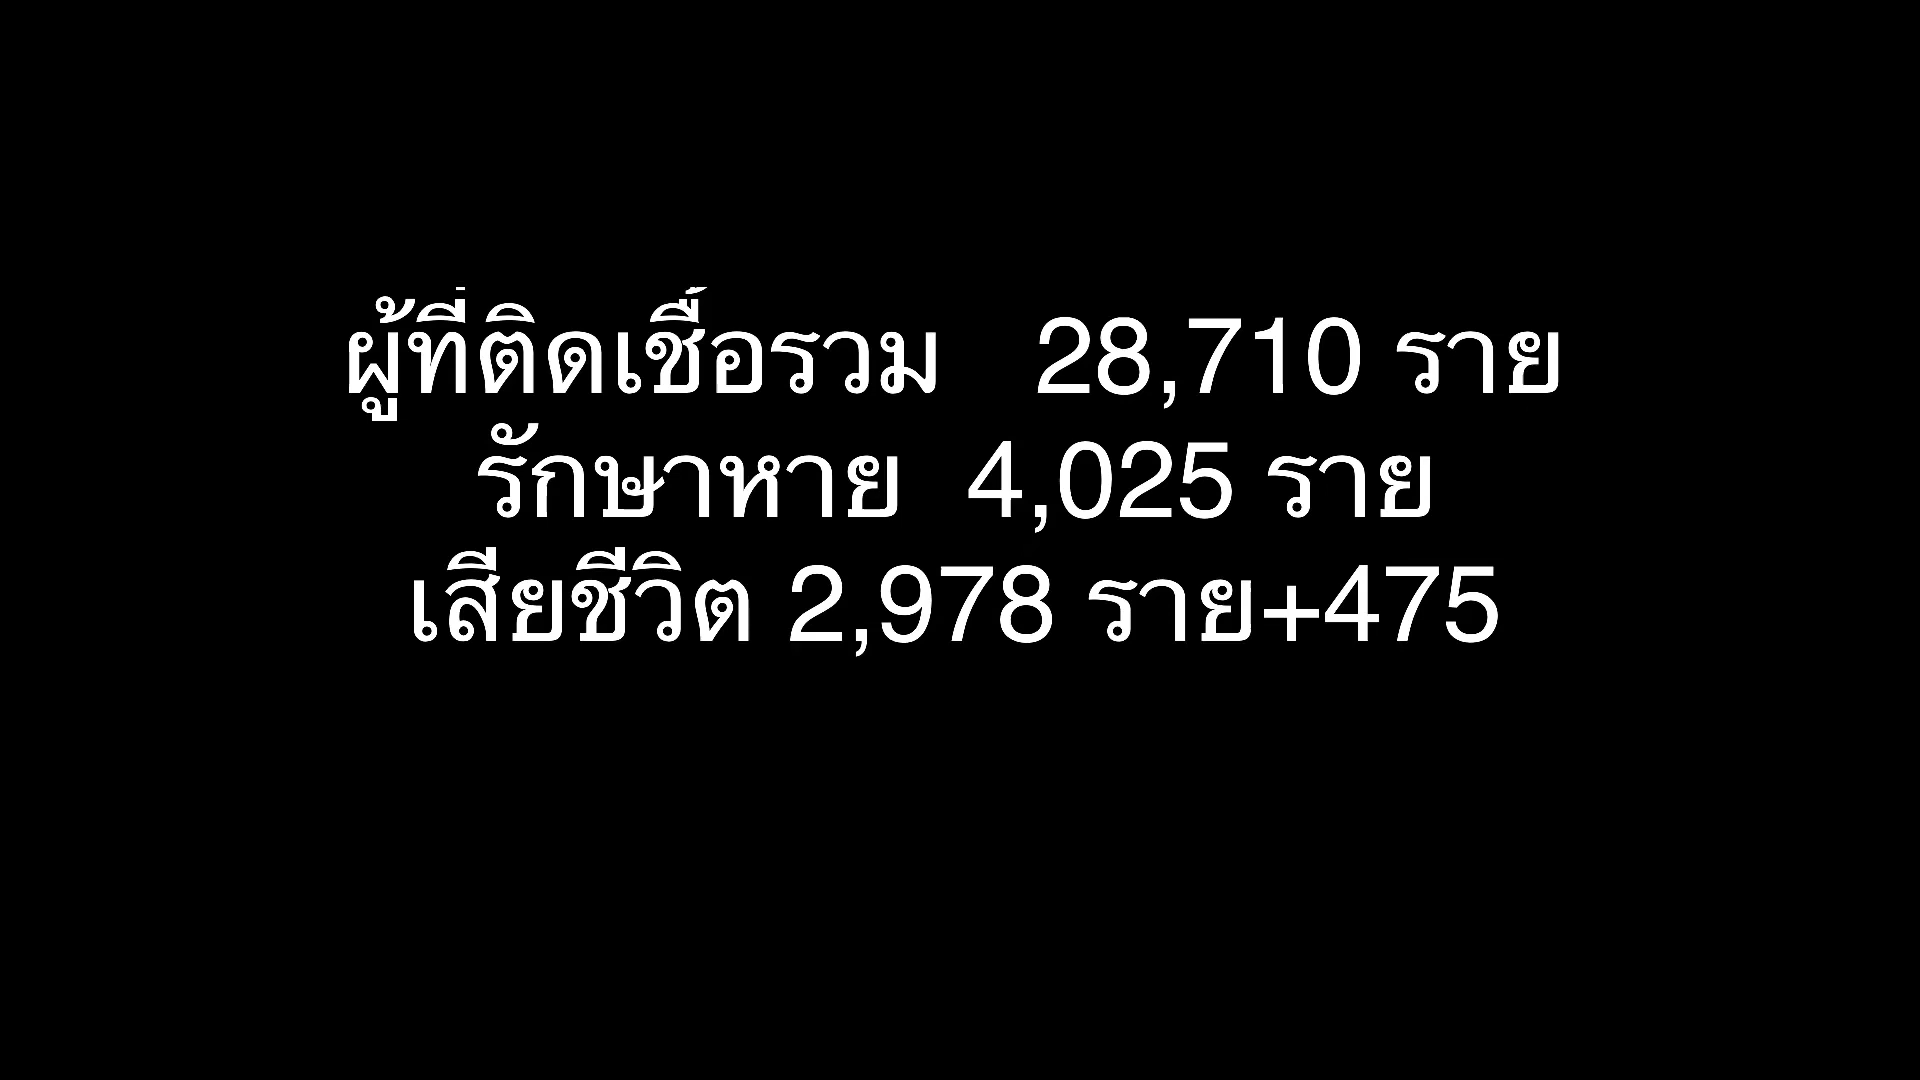 ผู้ที่ติดเชื้อรวม 28,710 ราย
รักษาหาย 4,025 ราย
เสียชีวิต 2,978 ราย+475